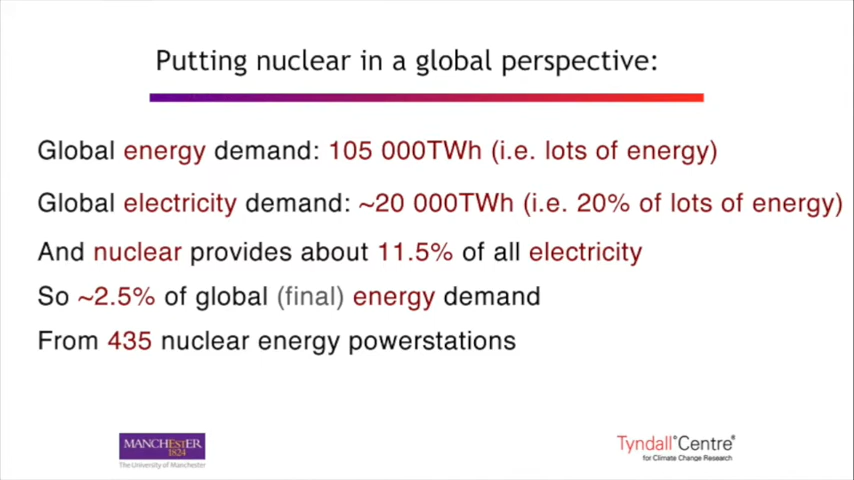 Putting nuclear in a global perspective:
Global energy demand: 105 000TWh (i.e. lots of energy)
Global electricity demand: ~20 000TWh (i.e. 20% of lots of energy)
And nuclear provides about 11.5% of all electricity
So ~2.5% of global (final) energy demand
From 435 nuclear energy powerstations
MANCHESTER
1824
The University of Manchester
Tyndall°Centre®
for Climate Change Research